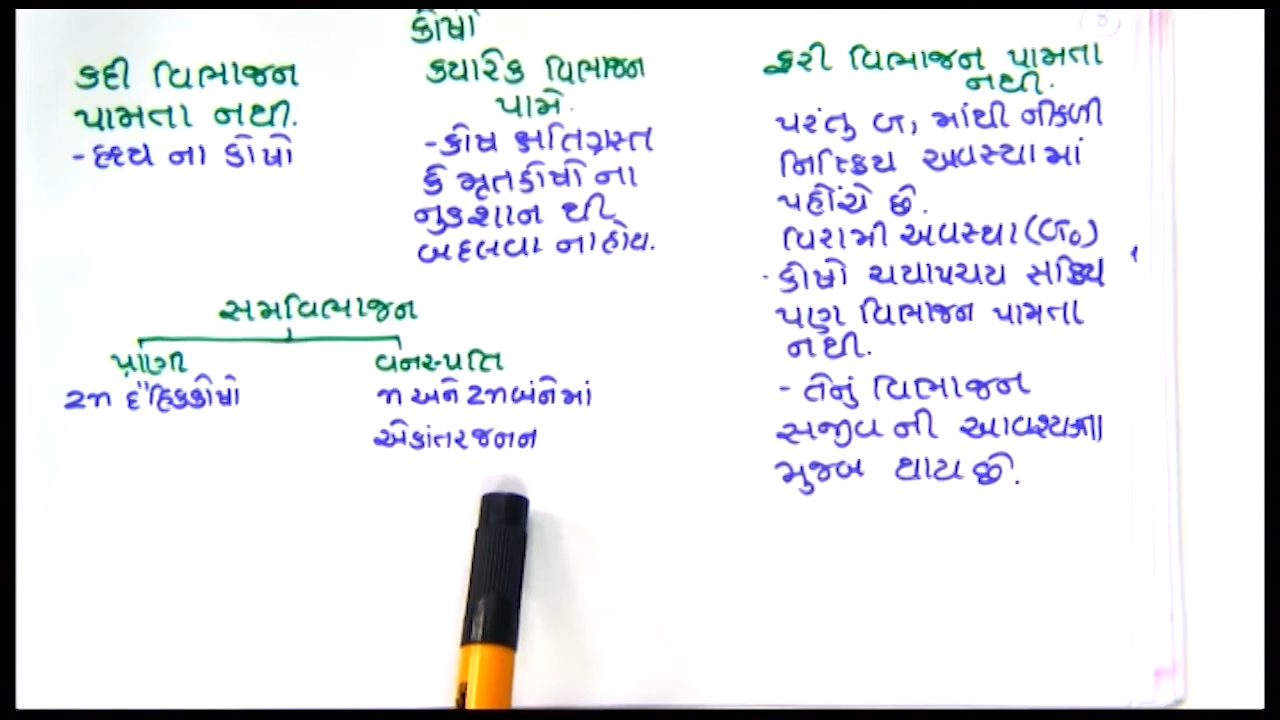 કોષો
કદી વિભાજન
પામતા નથી.
- હૃદય ના કોષો
ક્યારેક વિભાજન
પામે.
- કોષ ક્ષતિગ્રસ્ત
કે મૃતકોષો ના
નુકશાન થી
બદલવા ના હોય.
ફરી વિભાજન પામતા
નથી.
પરંતુ G₁ માંથી નીકળી
નિષ્ક્રિય અવસ્થા માં
પહોંચે છે.
વિરામી અવસ્થા (G₀)
· કોષો ચયાપચય સક્રિય
પણ વિભાજન પામતા
નથી.
- તેનું વિભાજન
સજીવ ની આવશ્યકતા
મુજબ થાય છે.
સમવિભાજન
પ્રાણી
2n દૈહિકકોષો
વનસ્પતિ
n અને 2n બંનેમાં
એકાંતરજનન